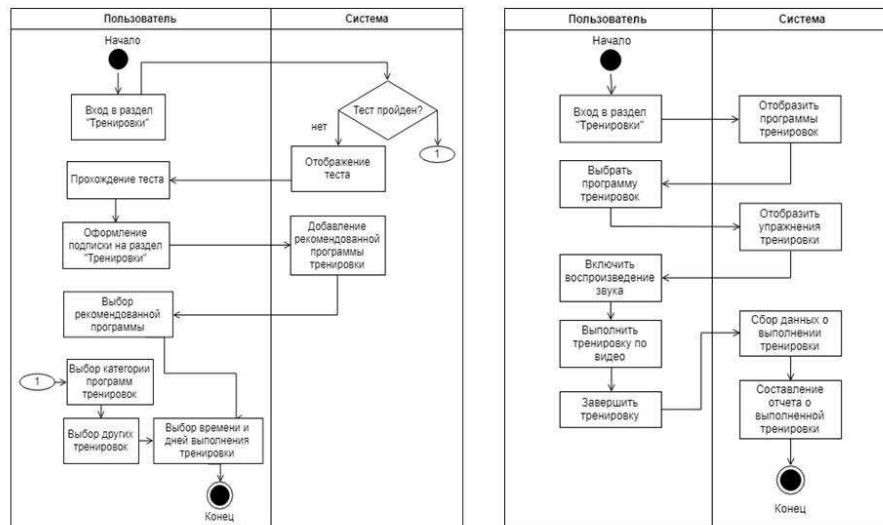 Пользователь
Система
Начало
Вход в раздел
"Тренировки"
Тест пройден?
нет
1
Отображение
теста
Прохождение теста
Оформление
подписки на раздел
"Тренировки"
Добавление
рекомендованной
программы
тренировки
Выбор
рекомендованной
программы
1
Выбор категории
программ
тренировок
Выбор других
тренировок
Выбор времени и
дней выполнения
тренировки
Конец
Пользователь
Система
Начало
Вход в раздел
"Тренировки"
Отобразить
программы
тренировок
Выбрать
программу
тренировок
Отобразить
упражнения
тренировки
Включить
воспроизведение
звука
Выполнить
тренировку по
видео
Сбор данных о
выполнении
тренировки
Завершить
тренировку
Составление
отчета о
выполненной
тренировки
Конец